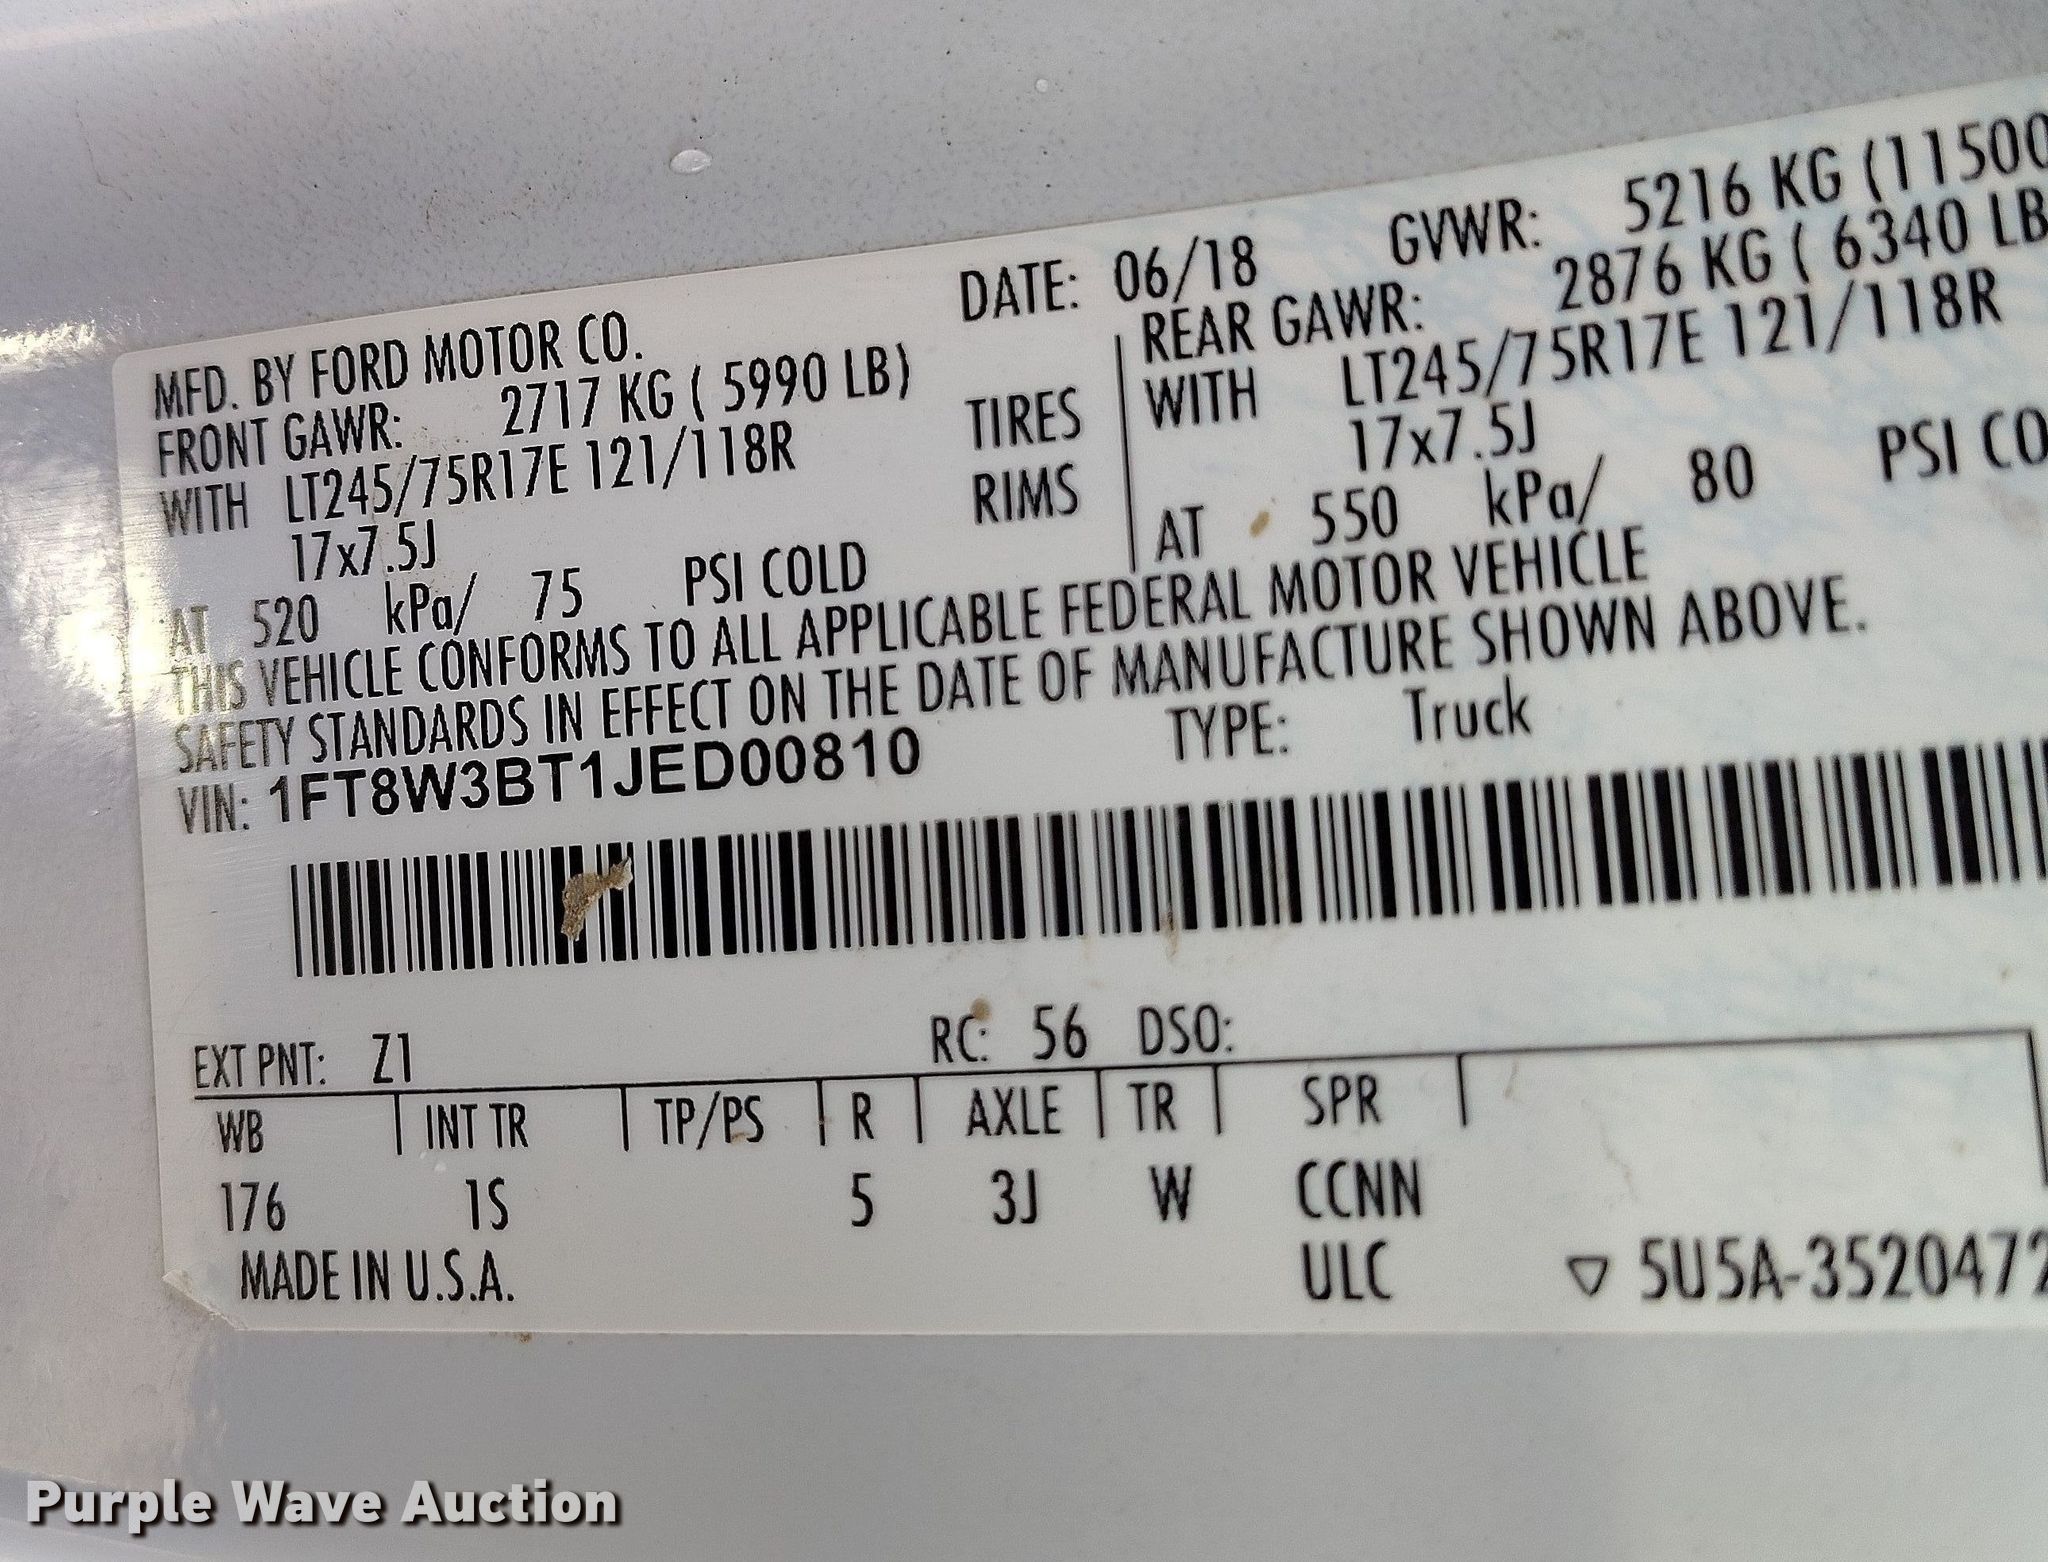 MFD. BY FORD MOTOR CO. DATE: 06/18 GVWR: 5216 KG (11500
FRONT GAWR: 2717 KG ( 5990 LB) REAR GAWR: 2876 KG ( 6340 LB
WITH LT245/75R17E 121/118R TIRES WITH LT245/75R17E 121/118R
17x7.5J RIMS 17x7.5J
AT 520 kPa/ 75 PSI COLD AT 550 kPa/ 80 PSI CO
THIS VEHICLE CONFORMS TO ALL APPLICABLE FEDERAL MOTOR VEHICLE
SAFETY STANDARDS IN EFFECT ON THE DATE OF MANUFACTURE SHOWN ABOVE.
VIN: 1FT8W3BT1JED00810 TYPE: Truck
EXT PNT: Z1 RC: 56 DSO:
WB INT TR TP/PS R AXLE TR SPR
176 1S 5 3J W CCNN
MADE IN U.S.A. ULC ▽ 5U5A-3520472
Purple Wave Auction